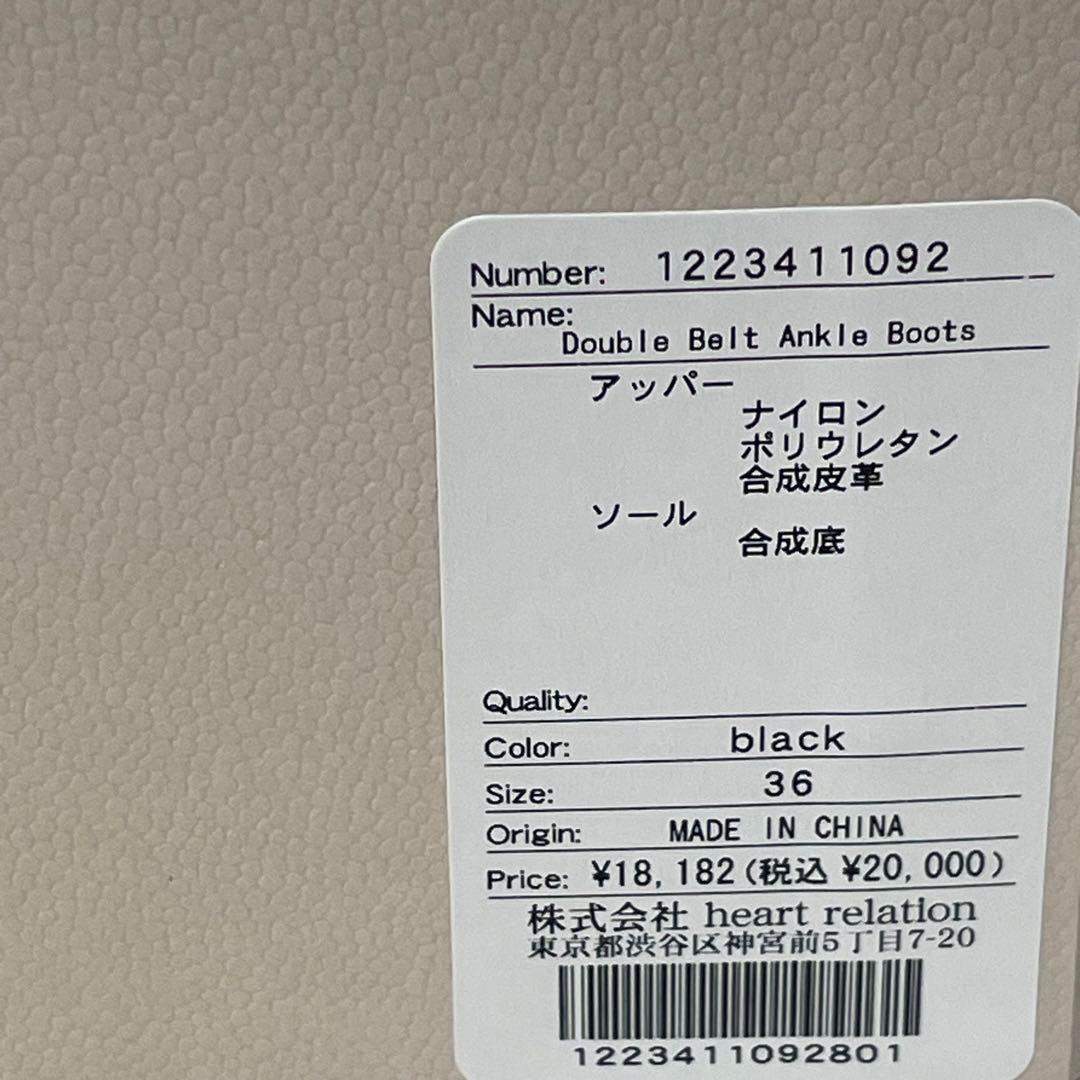 Number: 1223411092
Name:
Double Belt Ankle Boots
アッパー
ナイロン
ポリウレタン
合成皮革
ソール
合成底
Quality:
Color: black
Size: 36
Origin: MADE IN CHINA
Price: ¥18,182(税込 ¥20,000)
株式会社 heart relation
東京都渋谷区神宮前5丁目7-20
1223411092801